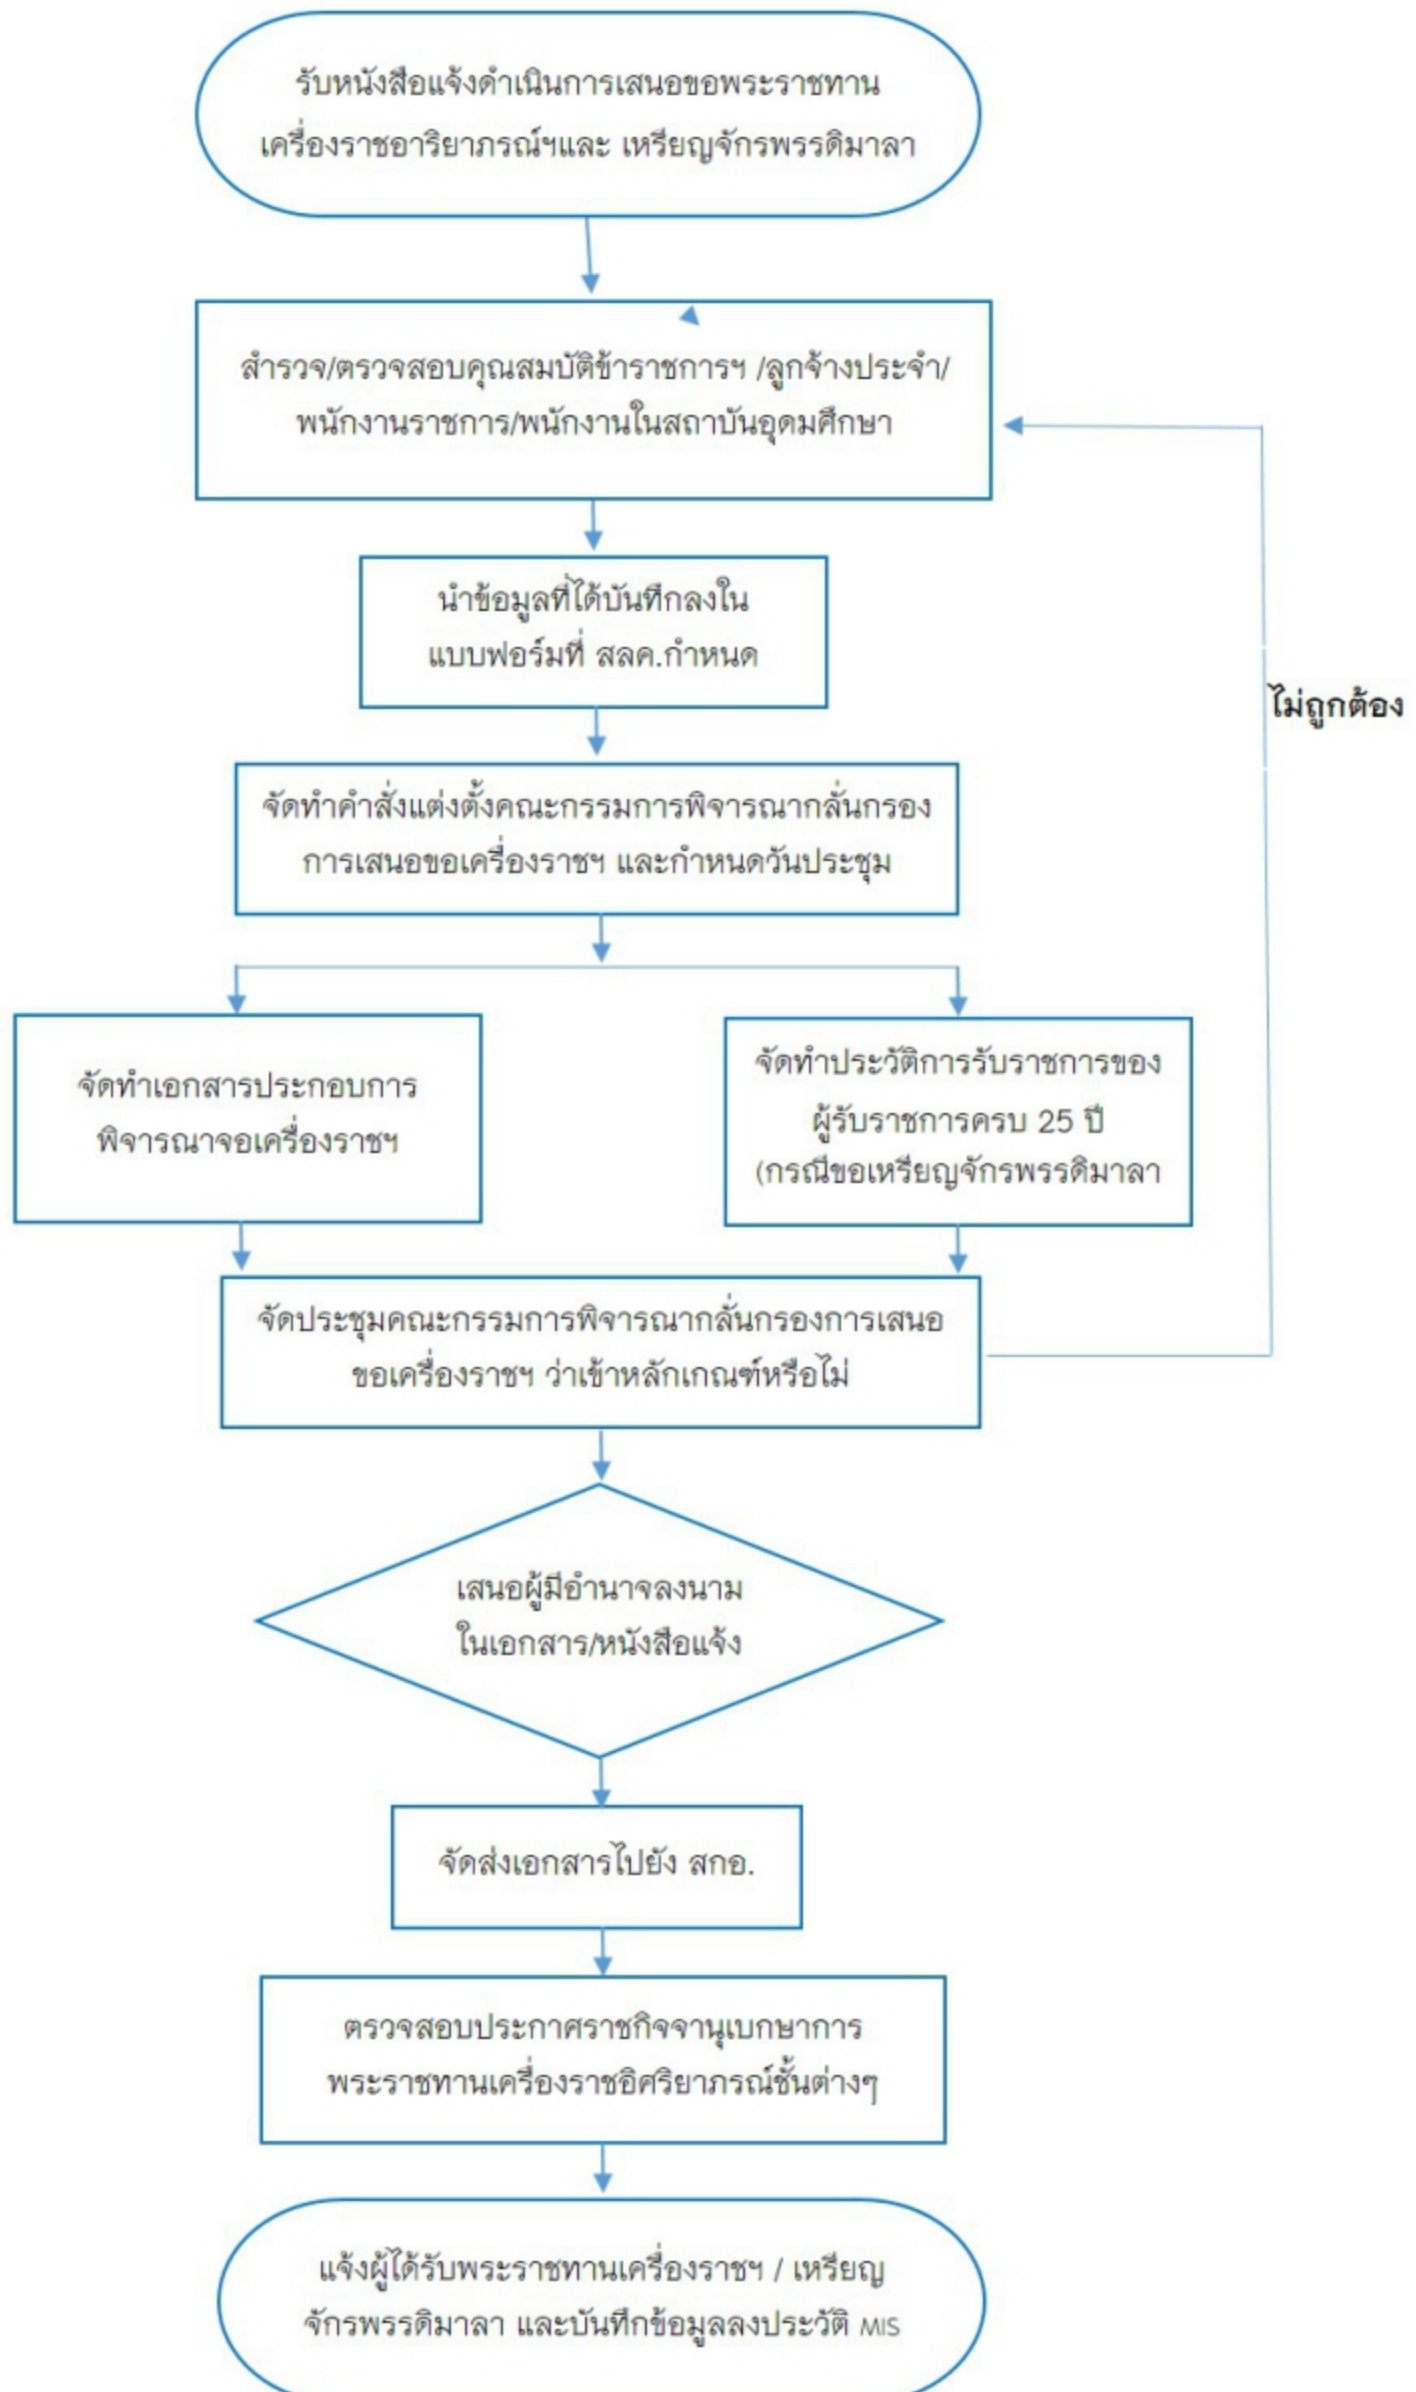 รับหนังสือแจ้งดำเนินการเสนอขอพระราชทาน
เครื่องราชอาริยาภรณ์ฯและ เหรียญจักรพรรดิมาลา
สำรวจ/ตรวจสอบคุณสมบัติข้าราชการฯ /ลูกจ้างประจำ/
พนักงานราชการ/พนักงานในสถาบันอุดมศึกษา
นำข้อมูลที่ได้บันทึกลงใน
แบบฟอร์มที่ สลค.กำหนด
ไม่ถูกต้อง
จัดทำคำสั่งแต่งตั้งคณะกรรมการพิจารณากลั่นกรอง
การเสนอขอเครื่องราชฯ และกำหนดวันประชุม
จัดทำเอกสารประกอบการ
พิจารณาจอเครื่องราชฯ
จัดทำประวัติการรับราชการของ
ผู้รับราชการครบ 25 ปี
(กรณีขอเหรียญจักรพรรดิมาลา
จัดประชุมคณะกรรมการพิจารณากลั่นกรองการเสนอ
ขอเครื่องราชฯ ว่าเข้าหลักเกณฑ์หรือไม่
เสนอผู้มีอำนาจลงนาม
ในเอกสาร/หนังสือแจ้ง
จัดส่งเอกสารไปยัง สกอ.
ตรวจสอบประกาศราชกิจจานุเบกษาการ
พระราชทานเครื่องราชอิศริยาภรณ์ชั้นต่างๆ
แจ้งผู้ได้รับพระราชทานเครื่องราชฯ / เหรียญ
จักรพรรดิมาลา และบันทึกข้อมูลลงประวัติ MIS